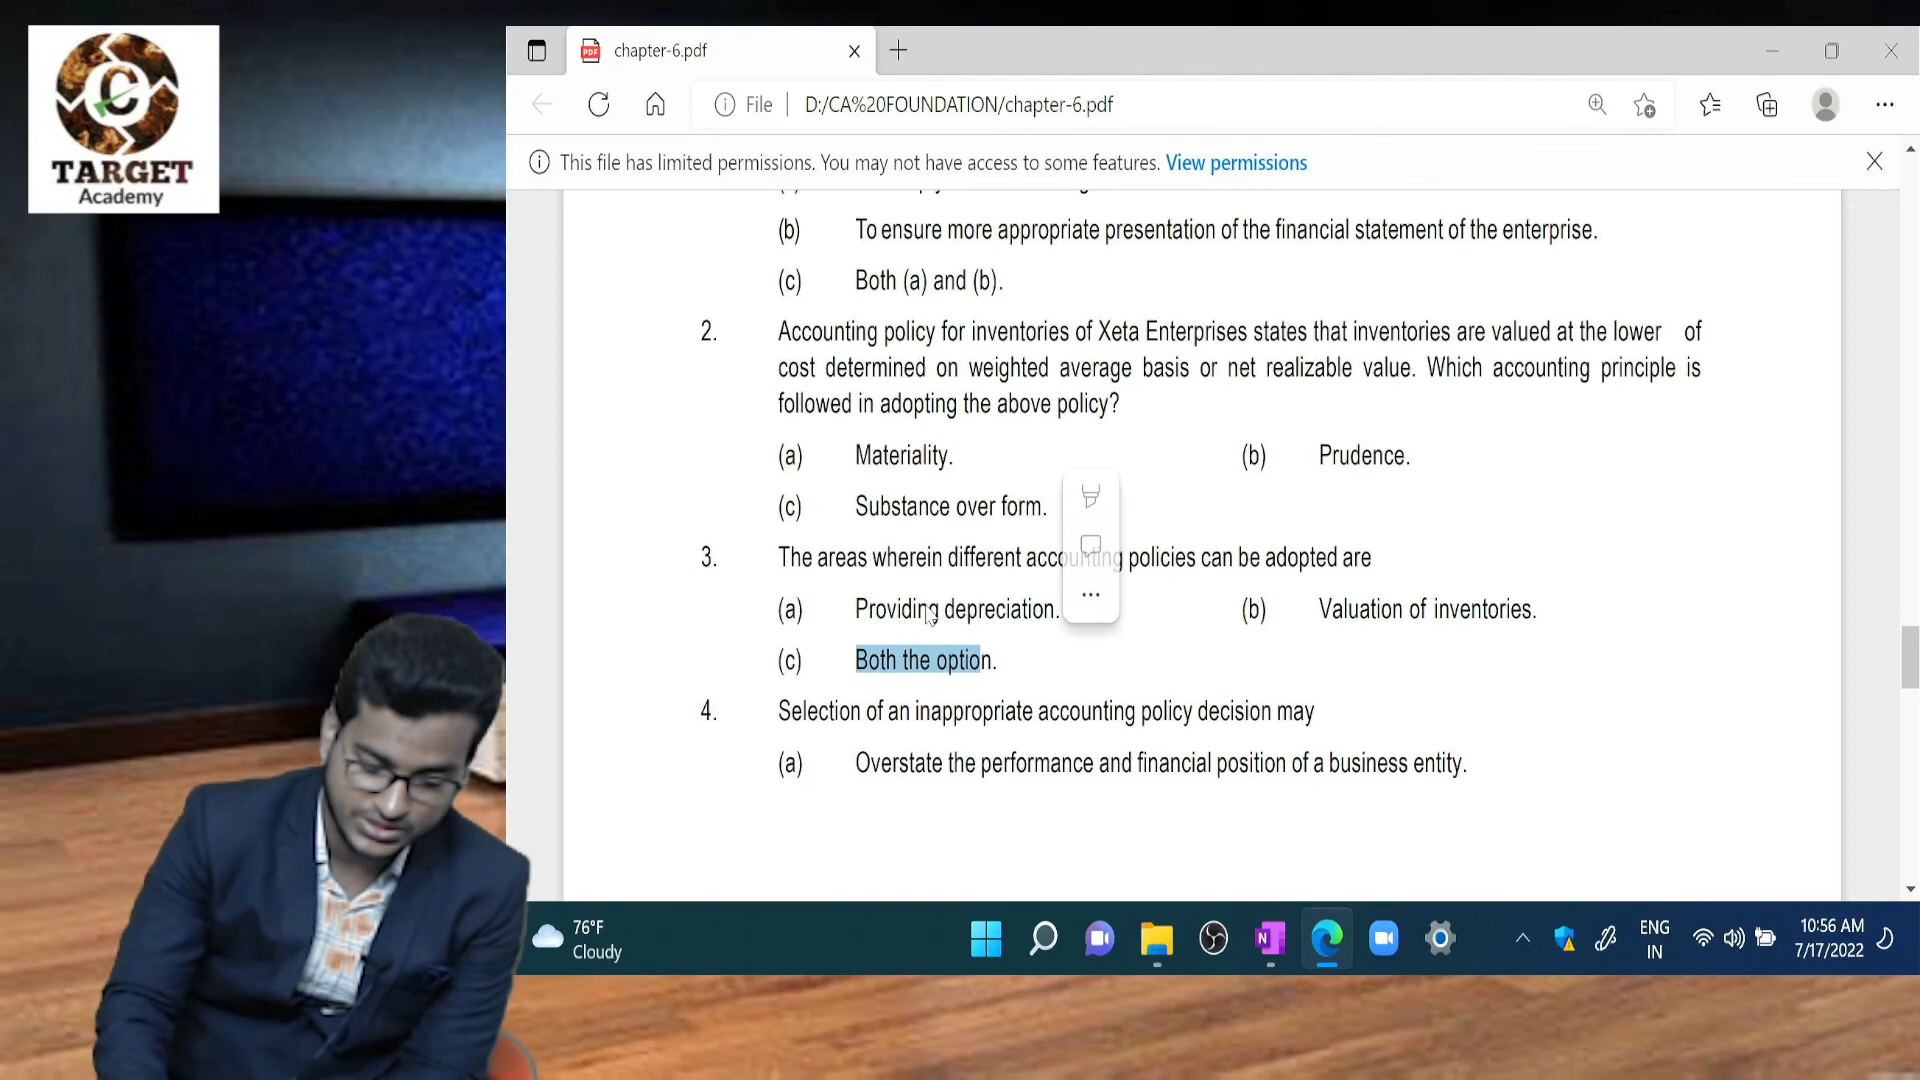 C
TARGET
Academy
PDF chapter-6.pdf
File D:/CA%20FOUNDATION/chapter-6.pdf
This file has limited permissions. You may not have access to some features. View permissions
(b) To ensure more appropriate presentation of the financial statement of the enterprise.
(c) Both (a) and (b).
2. Accounting policy for inventories of Xeta Enterprises states that inventories are valued at the lower of
cost determined on weighted average basis or net realizable value. Which accounting principle is
followed in adopting the above policy?
(a) Materiality. (b) Prudence.
(c) Substance over form.
3. The areas wherein different accounting policies can be adopted are
(a) Providing depreciation. (b) Valuation of inventories.
(c) Both the option.
4. Selection of an inappropriate accounting policy decision may
(a) Overstate the performance and financial position of a business entity.
76°F
Cloudy
N
ENG
IN
10:56 AM
7/17/2022